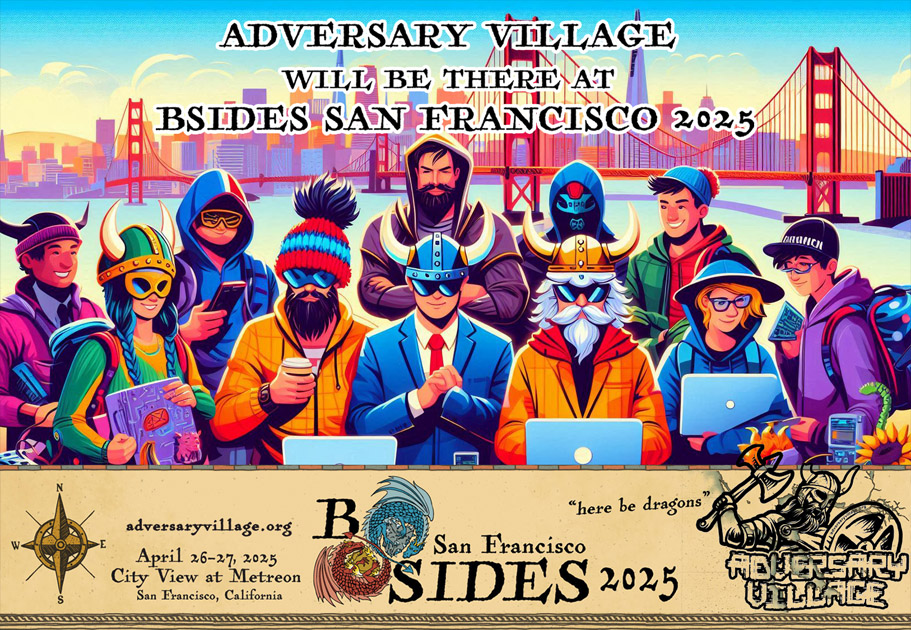 ADVERSARY VILLAGE
WILL BE THERE AT
BSIDES SAN FRANCISCO 2025
N
W E
S
adversaryvillage.org
April 26-27, 2025
City View at Metreon
San Francisco, California
B
San Francisco
SIDES 2025
“here be dragons”
ADVERSARY
VILLAGE